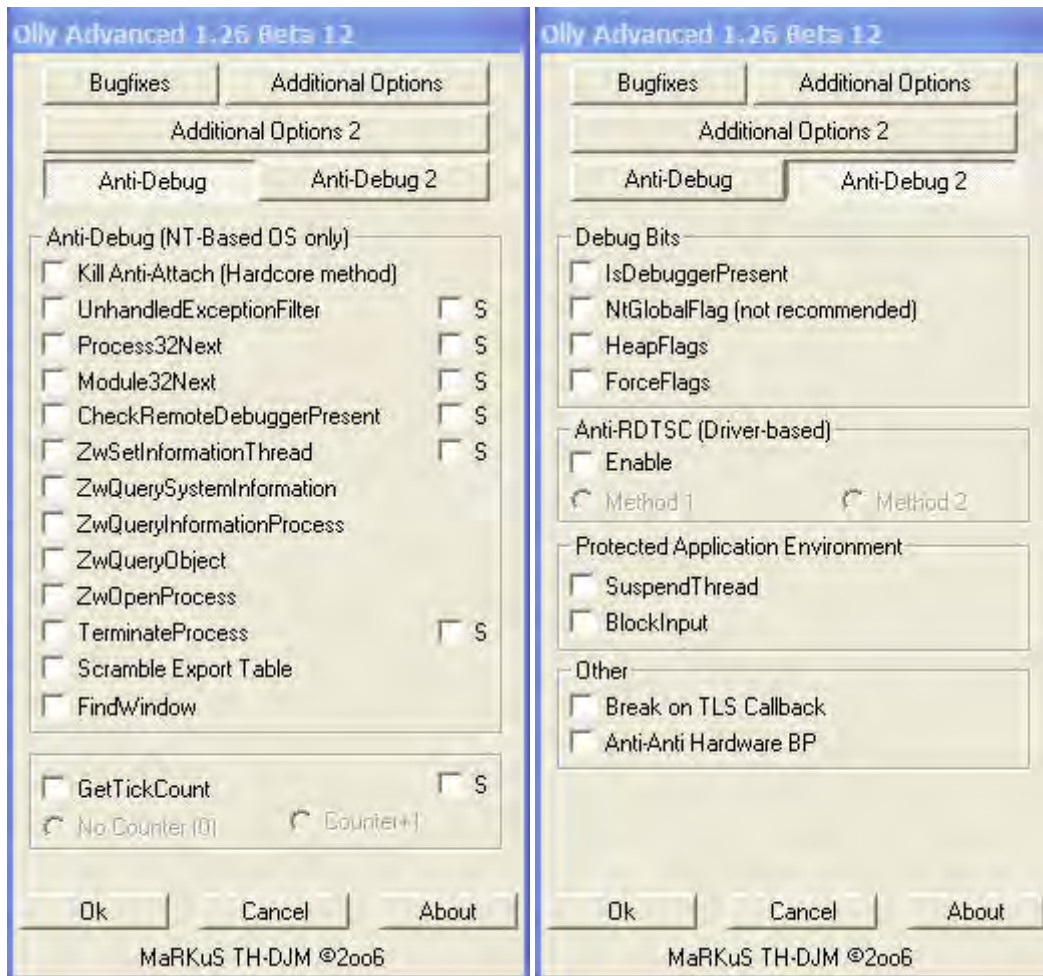 Olly Advanced 1.26 Beta 12
Bugfixes Additional Options
Additional Options 2
Anti-Debug Anti-Debug 2
Anti-Debug (NT-Based OS only)
Kill Anti-Attach (Hardcore method)
UnhandledExceptionFilter S
Process32Next S
Module32Next S
CheckRemoteDebuggerPresent S
ZwSetInformationThread S
ZwQuerySystemInformation
ZwQueryInformationProcess
ZwQueryObject
ZwOpenProcess
TerminateProcess S
Scramble Export Table
FindWindow
GetTickCount S
No Counter (0) Counter+1
Ok Cancel About
MaRKuS TH-DJM ©2oo6
Olly Advanced 1.26 Beta 12
Bugfixes Additional Options
Additional Options 2
Anti-Debug Anti-Debug 2
Debug Bits
IsDebuggerPresent
NtGlobalFlag (not recommended)
HeapFlags
ForceFlags
Anti-RDTSC (Driver-based)
Enable
Method 1 Method 2
Protected Application Environment
SuspendThread
BlockInput
Other
Break on TLS Callback
Anti-Anti Hardware BP
Ok Cancel About
MaRKuS TH-DJM ©2oo6